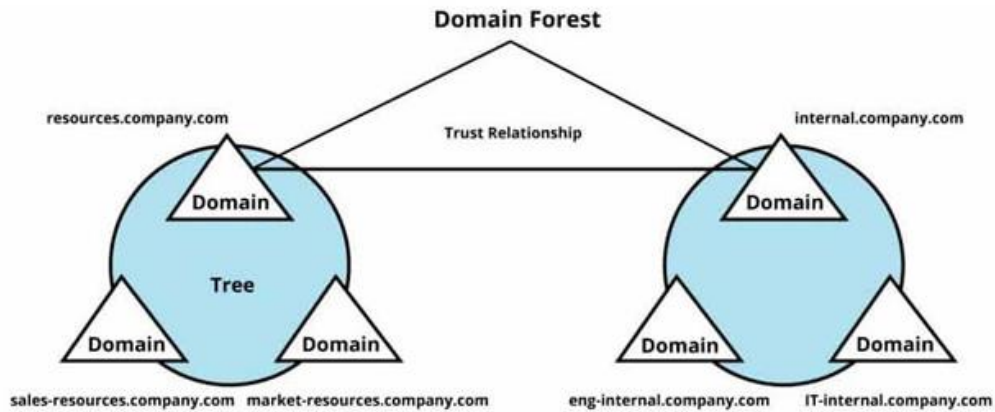 Domain Forest
resources.company.com
internal.company.com
Trust Relationship
Domain
Domain
Tree
Domain
Domain
Domain
Domain
sales-resources.company.com
market-resources.company.com
eng-internal.company.com
IT-internal.company.com